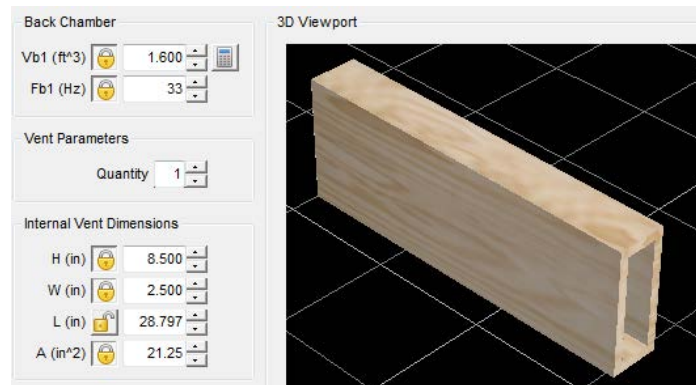 Back Chamber
Vb1 (ft^3) 1.600
Fb1 (Hz) 33
Vent Parameters
Quantity 1
Internal Vent Dimensions
H (in) 8.500
W (in) 2.500
L (in) 28.797
A (in^2) 21.25
3D Viewport